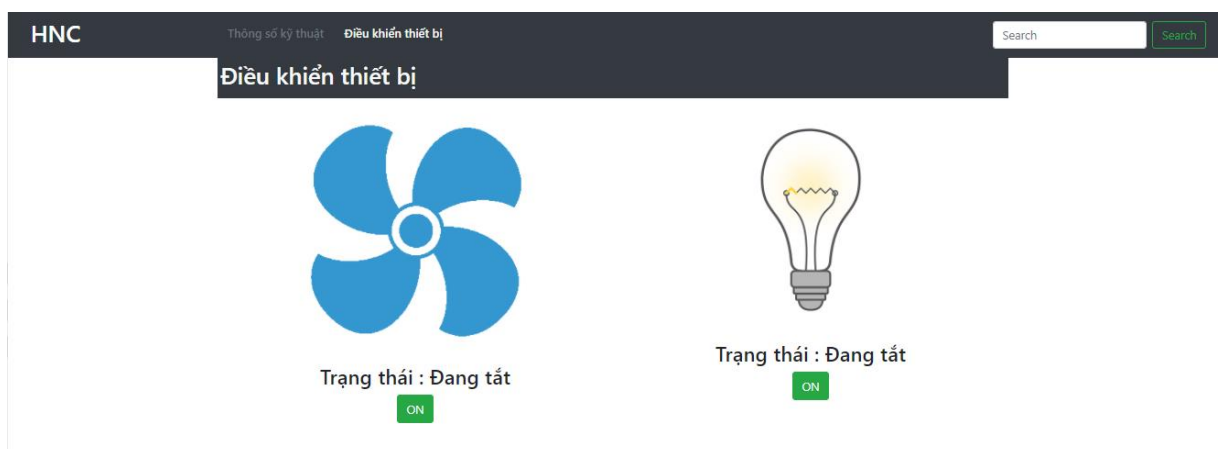 HNC
Thông số kỹ thuật Điều khiển thiết bị
Search Search
Điều khiển thiết bị
Trạng thái : Đang tắt
ON
Trạng thái : Đang tắt
ON